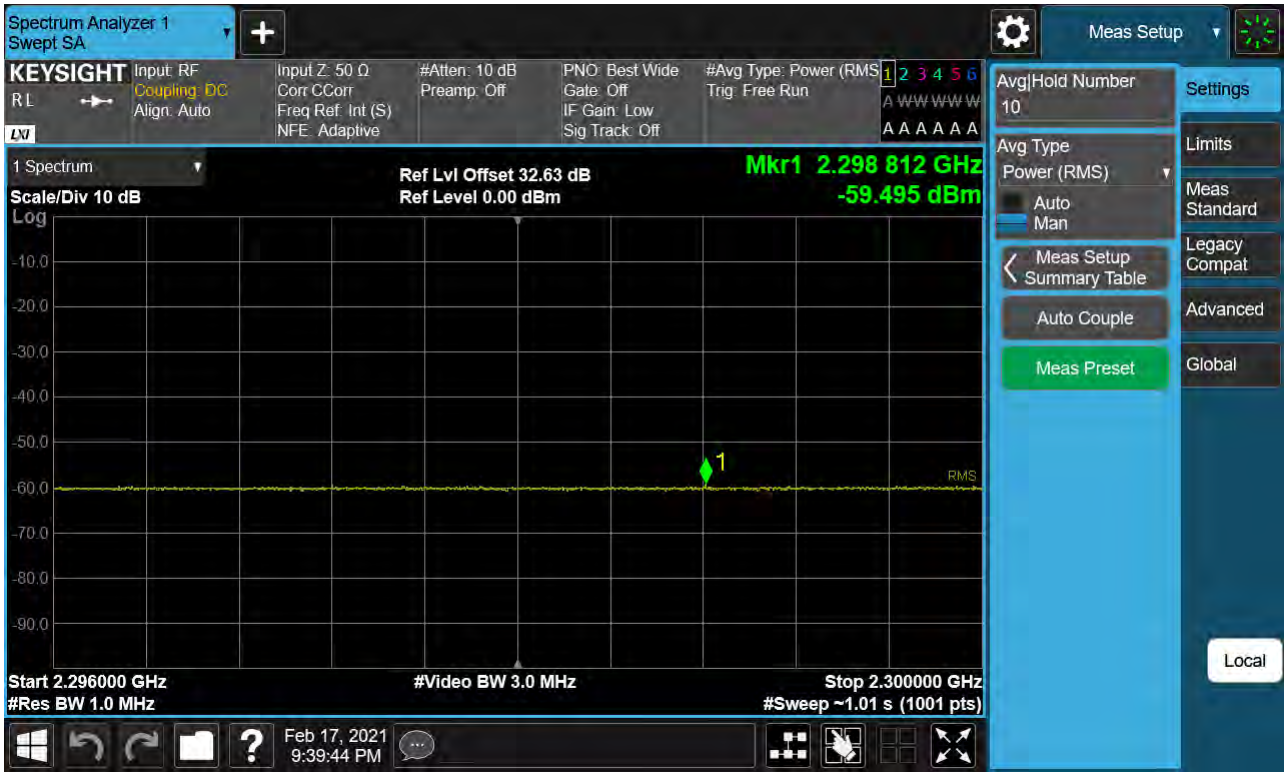 Spectrum Analyzer 1
Swept SA
Meas Setup
KEYSIGHT
R L
LXI
Input: RF
Coupling: DC
Align: Auto
Input Z: 50 Ω
Corr CCorr
Freq Ref: Int (S)
NFE: Adaptive
#Atten: 10 dB
Preamp: Off
PNO: Best Wide
Gate: Off
IF Gain: Low
Sig Track: Off
#Avg Type: Power (RMS
Trig: Free Run
1 2 3 4 5 6
A W W W W W
A A A A A A
1 Spectrum
Scale/Div 10 dB
Log
Ref Lvl Offset 32.63 dB
Ref Level 0.00 dBm
Mkr1 2.298 812 GHz
-59.495 dBm
-10.0
-20.0
-30.0
-40.0
-50.0
-60.0
-70.0
-80.0
-90.0
1
RMS
Start 2.296000 GHz
#Res BW 1.0 MHz
#Video BW 3.0 MHz
Stop 2.300000 GHz
#Sweep ~1.01 s (1001 pts)
Avg|Hold Number
10
Avg Type
Power (RMS)
Auto
Man
Meas Setup
Summary Table
Auto Couple
Meas Preset
Settings
Limits
Meas
Standard
Legacy
Compat
Advanced
Global
Local
?
Feb 17, 2021
9:39:44 PM